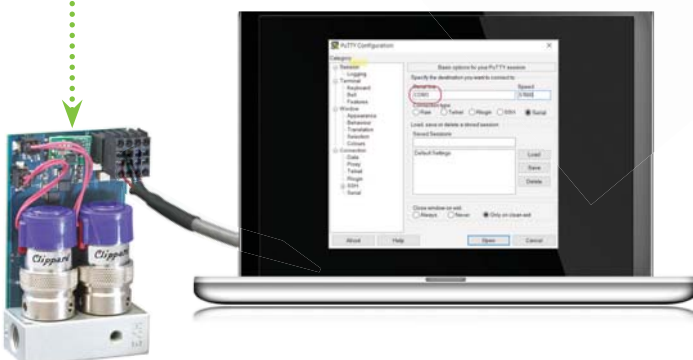 PuTTY Configuration
Category:
Session
Logging
Terminal
Keyboard
Bell
Features
Window
Appearance
Behaviour
Translation
Selection
Colours
Connection
Data
Proxy
Telnet
Rlogin
SSH
Serial
Basic options for your PuTTY session
Specify the destination you want to connect to
Serial line
Speed
Connection type:
Raw
Telnet
Rlogin
SSH
Serial
Load, save or delete a stored session
Saved Sessions
Default Settings
Load
Save
Delete
Close window on exit:
Always
Never
Only on clean exit
About
Help
Open
Cancel
Clippard
Clippard